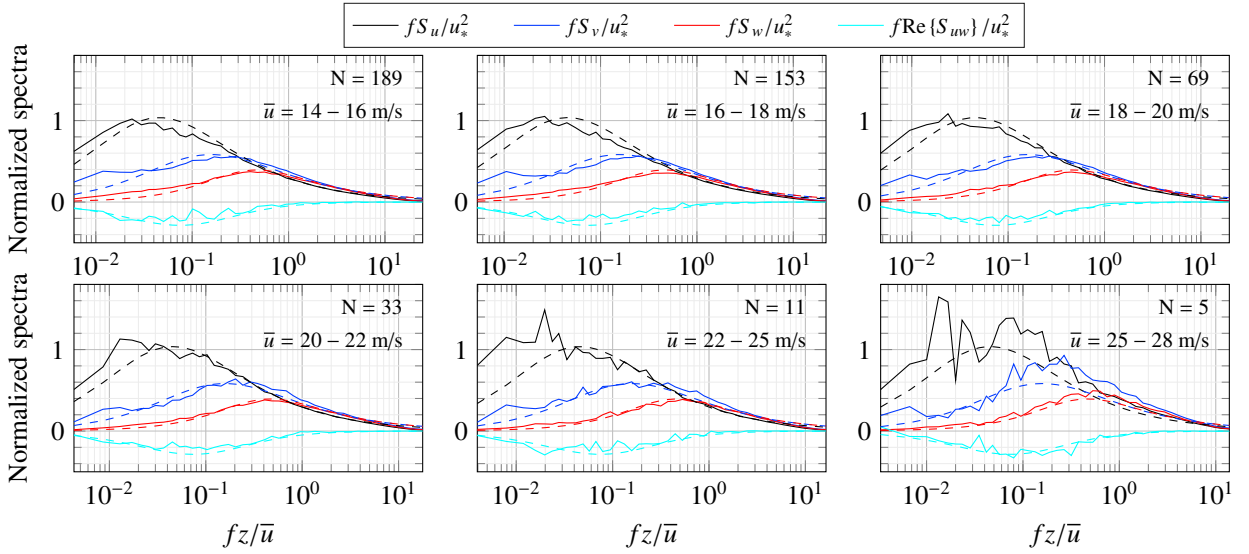 fS_u/u_*^2 fS_v/u_*^2 fS_w/u_*^2 fRe{S_{uw}}/u_*^2
Normalized spectra
1
0
N = 189
u̅ = 14 – 16 m/s
10^{-2} 10^{-1} 10^0 10^1
N = 153
u̅ = 16 – 18 m/s
1
0
10^{-2} 10^{-1} 10^0 10^1
N = 69
u̅ = 18 – 20 m/s
1
0
10^{-2} 10^{-1} 10^0 10^1
Normalized spectra
1
0
N = 33
u̅ = 20 – 22 m/s
10^{-2} 10^{-1} 10^0 10^1
fz/u̅
N = 11
u̅ = 22 – 25 m/s
1
0
10^{-2} 10^{-1} 10^0 10^1
fz/u̅
N = 5
u̅ = 25 – 28 m/s
1
0
10^{-2} 10^{-1} 10^0 10^1
fz/u̅